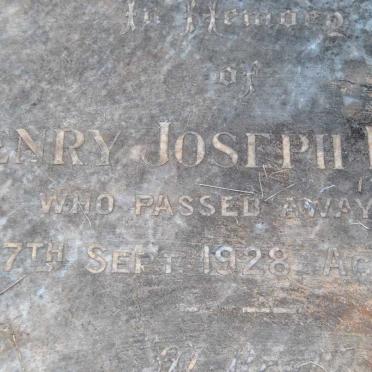 In Memory
of
ENRY JOSEPH
WHO PASSED AWAY
7TH SEPT 1928